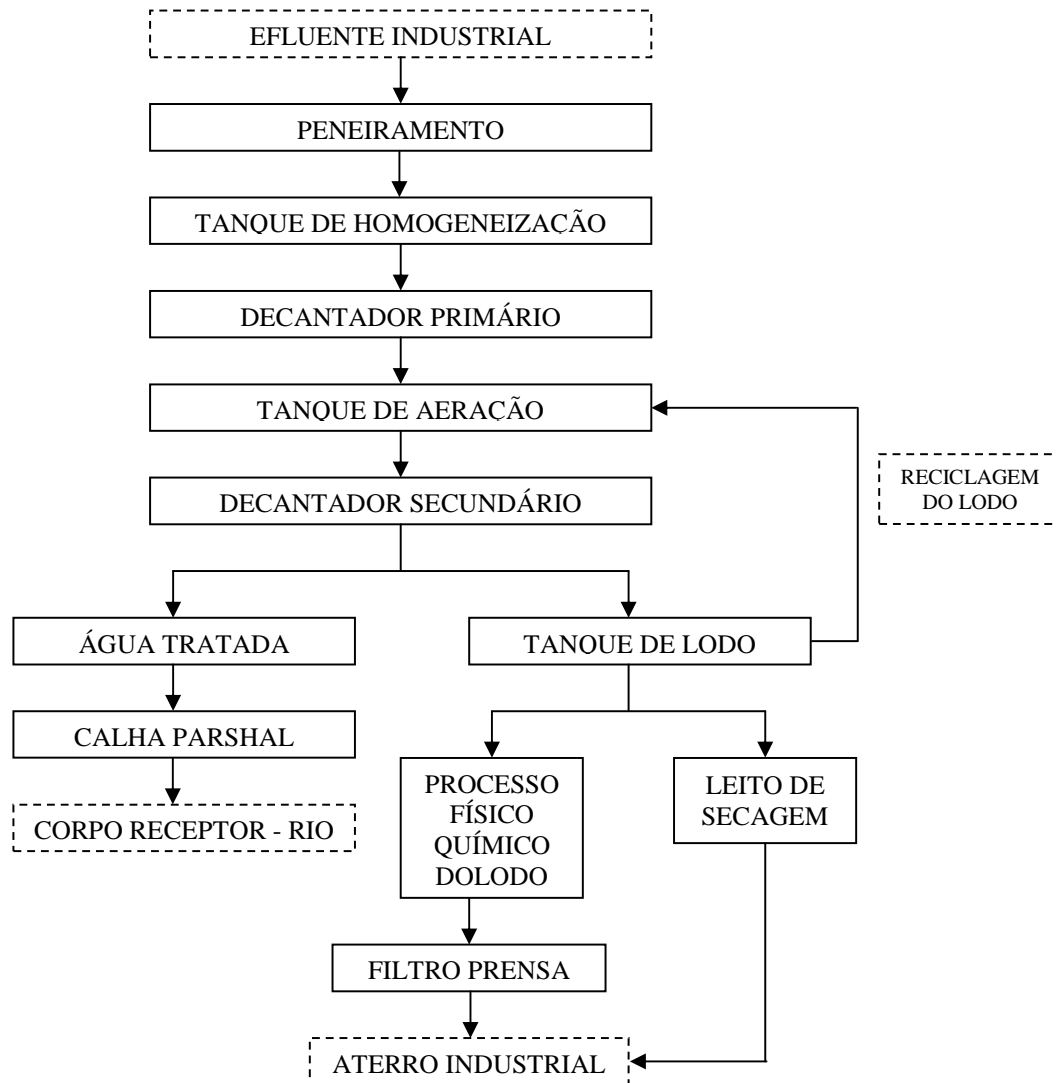 EFLUENTE INDUSTRIAL
PENEIRAMENTO
TANQUE DE HOMOGENEIZAÇÃO
DECANTADOR PRIMÁRIO
TANQUE DE AERAÇÃO
DECANTADOR SECUNDÁRIO
RECICLAGEM
DO LODO
ÁGUA TRATADA
TANQUE DE LODO
CALHA PARSHAL
CORPO RECEPTOR - RIO
PROCESSO
FÍSICO
QUÍMICO
DOLODO
LEITO DE
SECAGEM
FILTRO PRENSA
ATERRO INDUSTRIAL